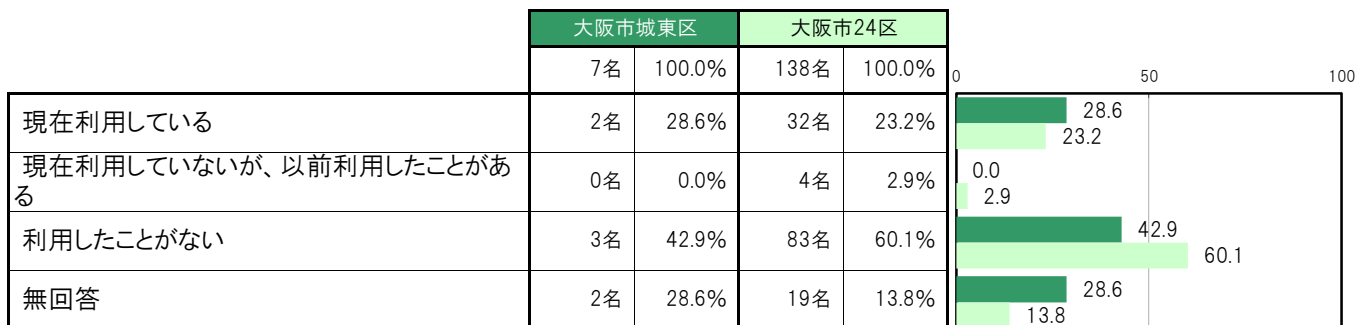 大阪市城東区 大阪市24区
7名 100.0% 138名 100.0% 0 50 100
現在利用している 2名 28.6% 32名 23.2% 28.6
23.2
現在利用していないが、以前利用したことがあ
る 0名 0.0% 4名 2.9% 0.0
2.9
利用したことがない 3名 42.9% 83名 60.1% 42.9
60.1
無回答 2名 28.6% 19名 13.8% 28.6
13.8